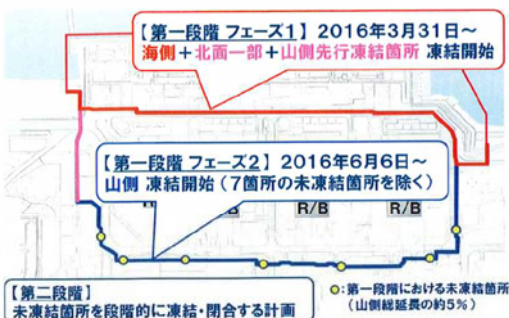 【第一段階 フェーズ1】 2016年3月31日～
海側＋北面一部＋山側先行凍結箇所 凍結開始
【第一段階 フェーズ2】 2016年6月6日～
山側 凍結開始（7箇所の未凍結箇所を除く）
R/B
R/B
【第二段階】
未凍結箇所を段階的に凍結・閉合する計画
：第一段階における未凍結箇所
（山側総延長の約5％）